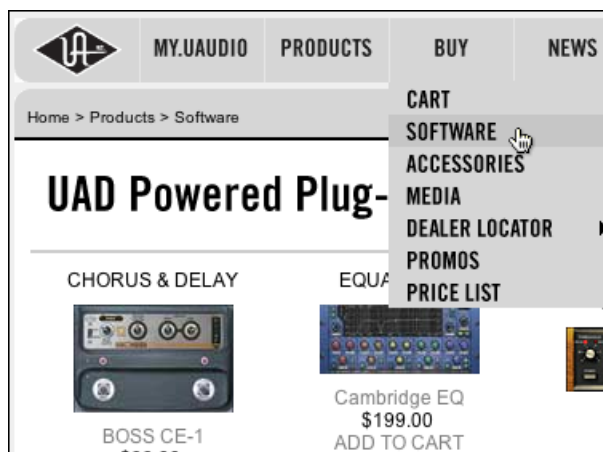 UA
MY.UAUDIO PRODUCTS BUY NEWS
Home > Products > Software
CART
SOFTWARE
ACCESSORIES
MEDIA
DEALER LOCATOR
PROMOS
PRICE LIST
UAD Powered Plug-
CHORUS & DELAY
EQUA
BOSS CE-1
Cambridge EQ
$199.00
ADD TO CART